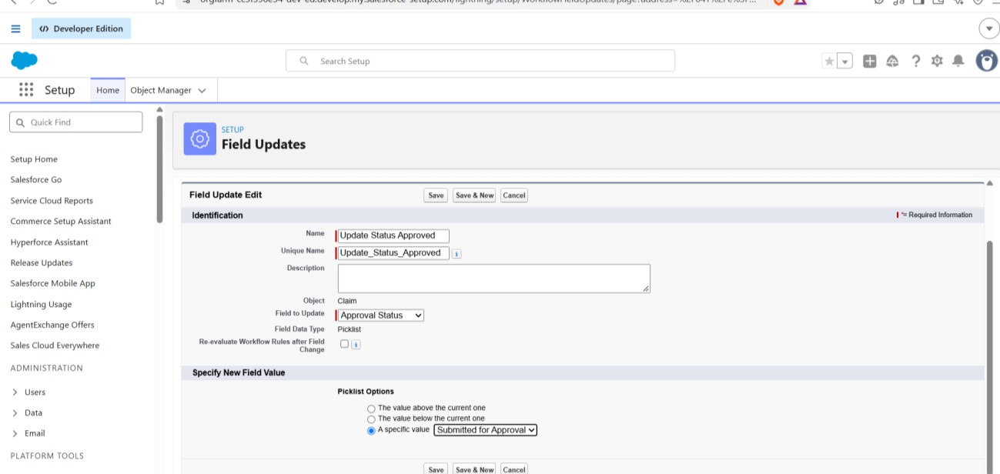 Developer Edition
Search Setup
Setup Home Object Manager
Quick Find
SETUP
Field Updates
Setup Home
Salesforce Go
Service Cloud Reports
Commerce Setup Assistant
Hyperforce Assistant
Release Updates
Salesforce Mobile App
Lightning Usage
AgentExchange Offers
Sales Cloud Everywhere
ADMINISTRATION
Users
Data
Email
PLATFORM TOOLS
Field Update Edit Save Save & New Cancel
Identification = Required Information
Name Update Status Approved
Unique Name Update_Status_Approved
Description
Object Claim
Field to Update Approval Status
Field Data Type Picklist
Re-evaluate Workflow Rules after Field
Change
Specify New Field Value
Picklist Options
The value above the current one
The value below the current one
A specific value Submitted for Approval
Save Save & New Cancel